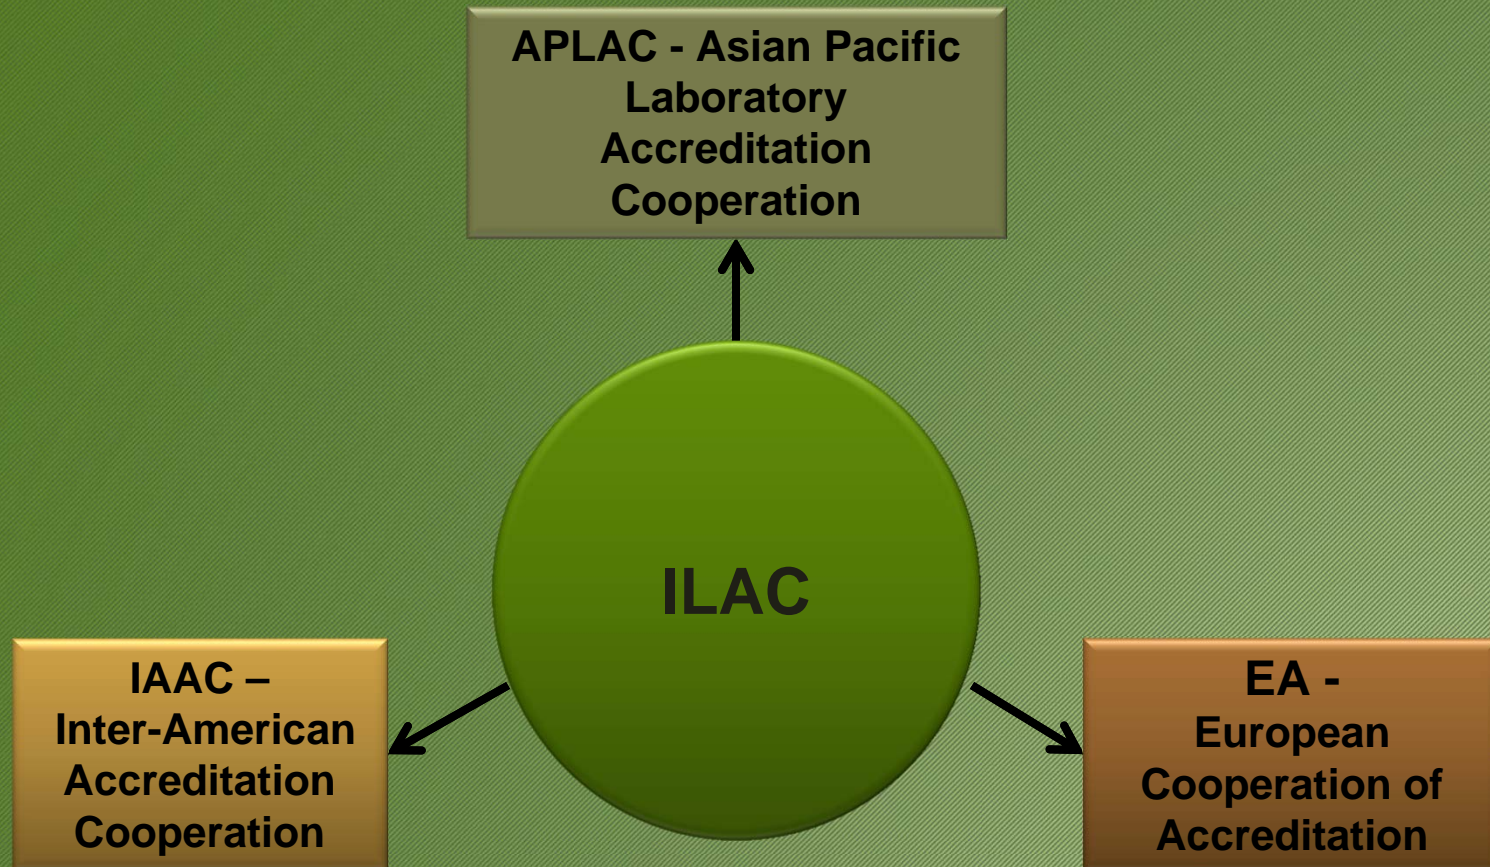 APLAC - Asian Pacific
Laboratory
Accreditation
Cooperation
ILAC
IAAC –
Inter-American
Accreditation
Cooperation
EA -
European
Cooperation of
Accreditation